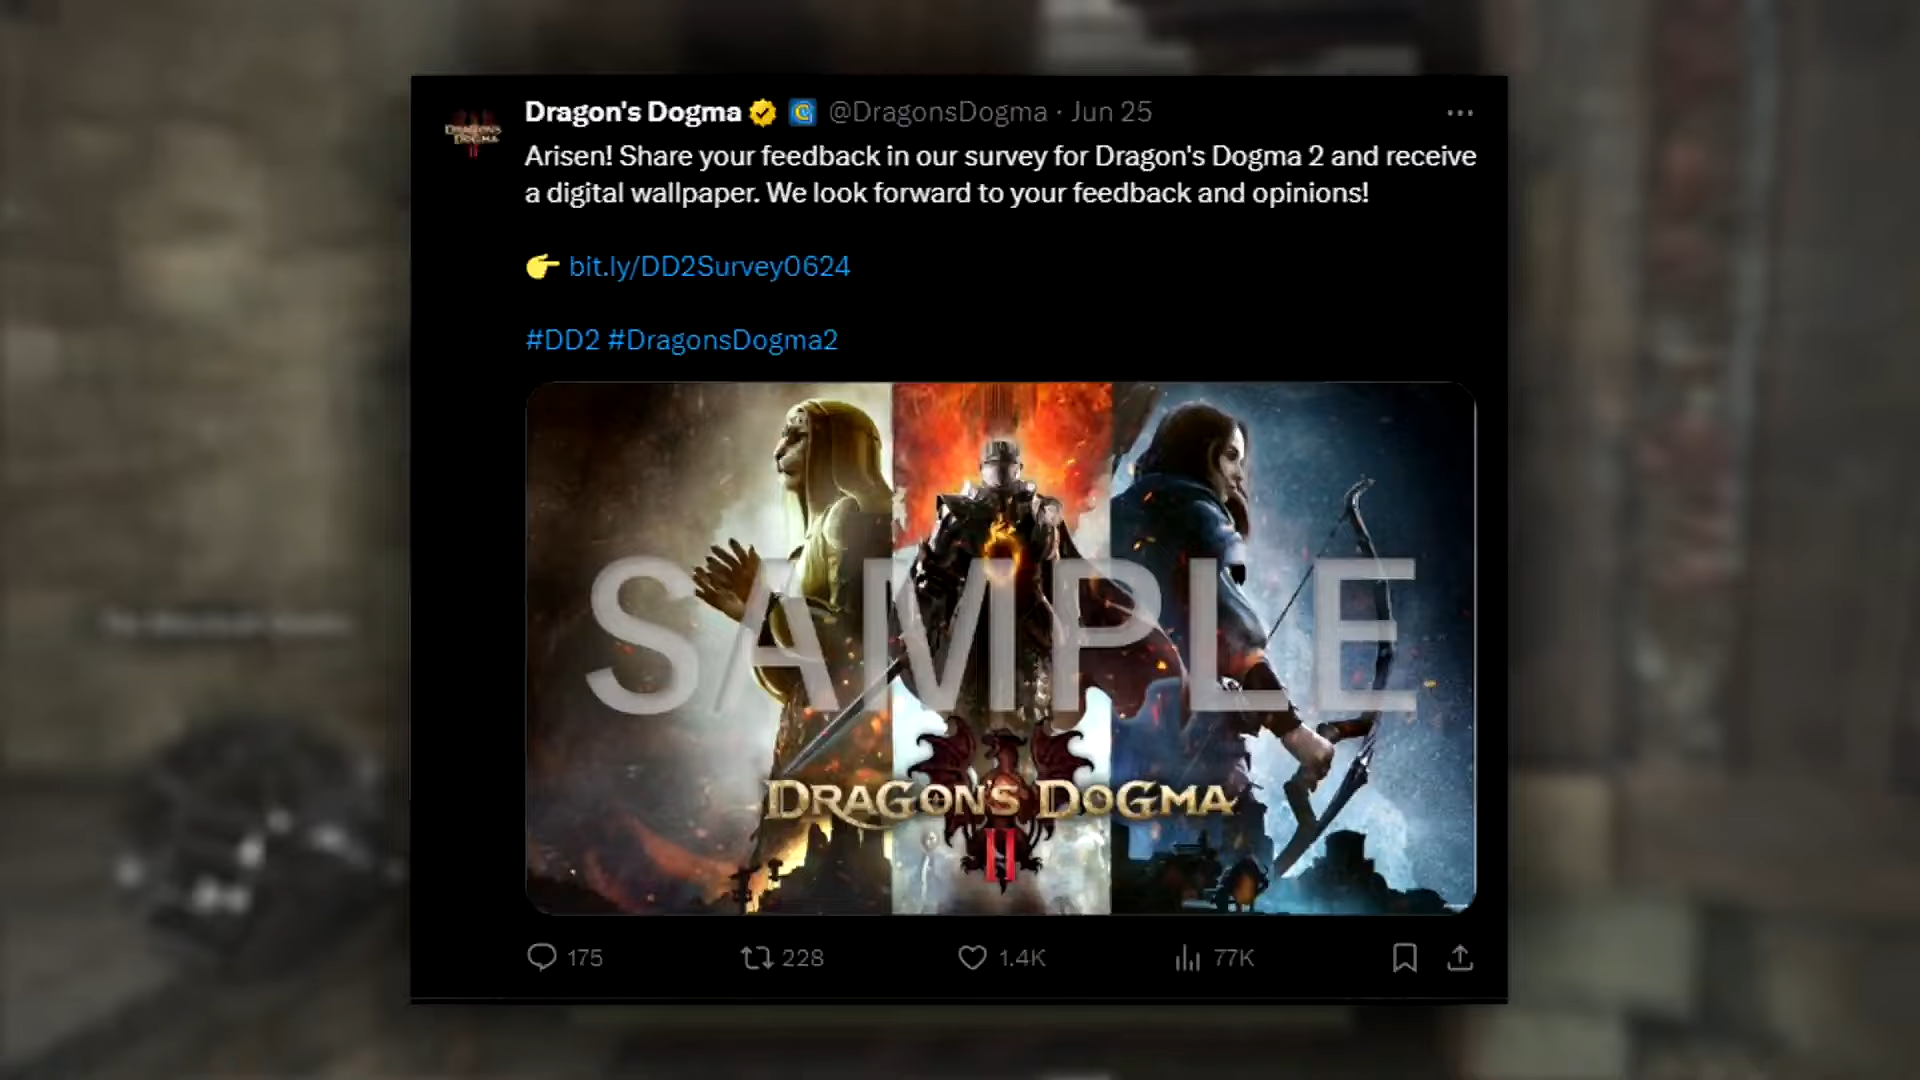 Dragon's Dogma @DragonsDogma · Jun 25
Arisen! Share your feedback in our survey for Dragon's Dogma 2 and receive
a digital wallpaper. We look forward to your feedback and opinions!
👉 bit.ly/DD2Survey0624
#DD2 #DragonsDogma2
SAMPLE
DRAGON'S DOGMA
II
175 228 1.4K 77K